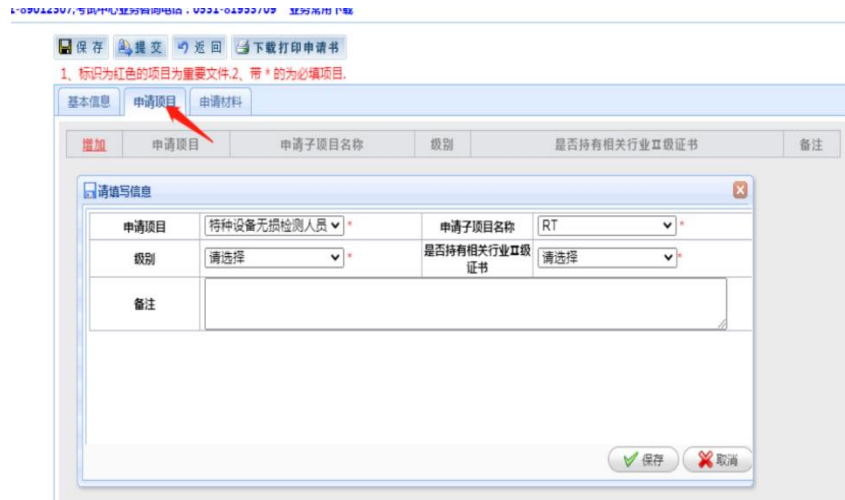 保存 提交 返回 下载打印申请书
1、标识为红色的项目为重要文件.2、带 * 的为必填项目.
基本信息 申请项目 申请材料
增加 申请项目 申请子项目名称 级别 是否持有相关行业Ⅱ级证书 备注
请填写信息
申请项目 特种设备无损检测人员 * 申请子项目名称 RT *
级别 请选择 * 是否持有相关行业Ⅱ级
证书 请选择 *
备注
保存 取消